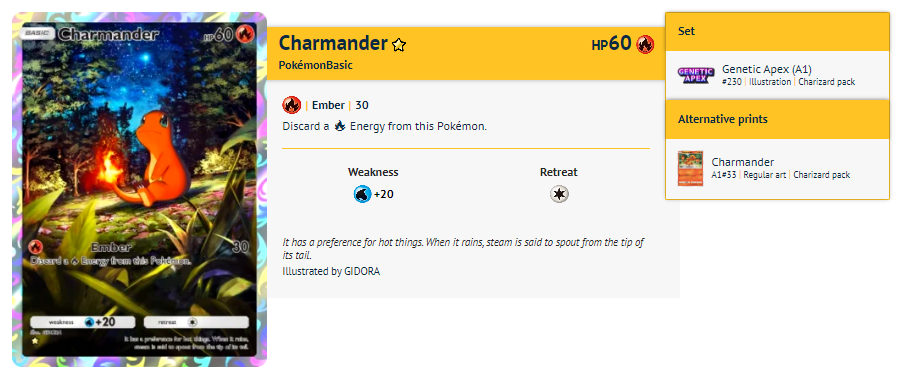 BASIC Charmander HP60
Ember 30
Discard a Energy from this Pokémon.
weakness +20 retreat
Illus. GIDORA
It has a preference for hot things. When it rains,
steam is said to spout from the tip of its tail.
Charmander HP60
PokémonBasic
| Ember | 30
Discard a Energy from this Pokémon.
Weakness Retreat
+20
It has a preference for hot things. When it rains, steam is said to spout from the tip of
its tail.
Illustrated by GIDORA
Set
GENETIC APEX
Genetic Apex (A1)
#230 | Illustration | Charizard pack
Alternative prints
Charmander
A1#33 | Regular art | Charizard pack